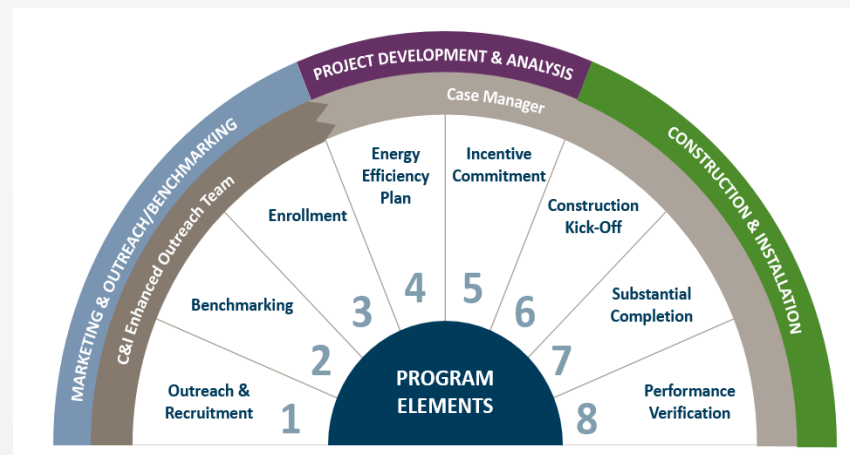 MARKETING & OUTREACH/BENCHMARKING
PROJECT DEVELOPMENT & ANALYSIS
CONSTRUCTION & INSTALLATION
C&I Enhanced Outreach Team
Case Manager
Outreach &
Recruitment
1
Benchmarking
2
Enrollment
3
Energy
Efficiency
Plan
4
Incentive
Commitment
5
Construction
Kick-Off
6
Substantial
Completion
7
Performance
Verification
8
PROGRAM
ELEMENTS